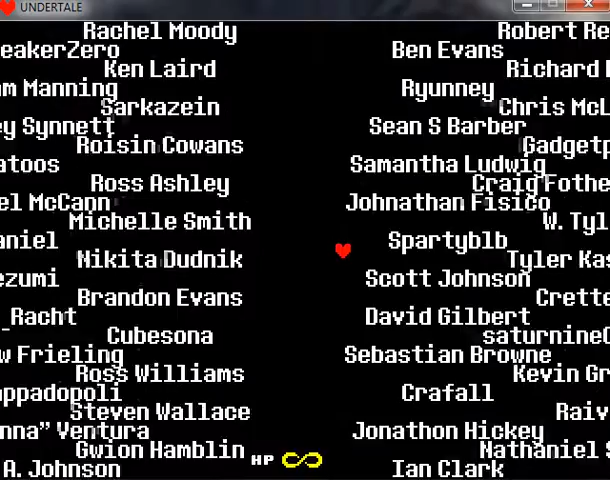 UNDERTALE
Rachel Moody
Robert Re
eakerZero
Ben Evans
Ken Laird
Richard
am Manning
Ryunney
Sarkazein
Chris McL
ey Synnett
Sean S Barber
Roisin Cowans
Gadgetp
atoos
Samantha Ludwig
Ross Ashley
Craig Fothe
el McCann
Johnathan Fisico
Michelle Smith
W. Tyl
aniel
Spartyblb
Nikita Dudnik
Tyler Kas
ezumi
Scott Johnson
Brandon Evans
Crette
Racht
David Gilbert
Cubesona
saturnine
w Frieling
Sebastian Browne
Ross Williams
Kevin Gr
appadopoli
Crafall
Steven Wallace
Raiv
nna" Ventura
Jonathon Hickey
Gwion Hamblin
Nathaniel S
A. Johnson
HP ∞
Ian Clark